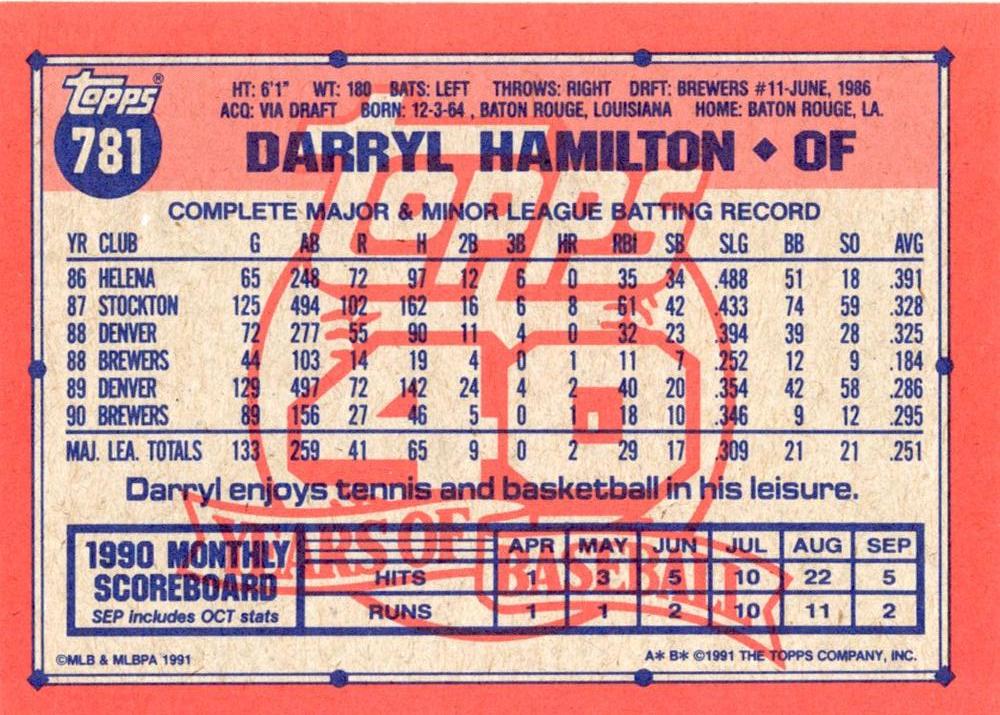 Topps®
781
HT: 6'1" WT: 180 BATS: LEFT THROWS: RIGHT DRFT: BREWERS #11-JUNE, 1986
ACQ: VIA DRAFT BORN: 12-3-64 , BATON ROUGE, LOUISIANA HOME: BATON ROUGE, LA.
DARRYL HAMILTON ◆ OF
TOPPS
40
YEARS OF
BASEBALL
COMPLETE MAJOR & MINOR LEAGUE BATTING RECORD
YR CLUB G AB R H 2B 3B HR RBI SB SLG BB SO AVG
86 HELENA 65 248 72 97 12 6 0 35 34 .488 51 18 .391
87 STOCKTON 125 494 102 162 16 6 8 61 42 .433 74 59 .328
88 DENVER 72 277 55 90 11 4 0 32 23 .394 39 28 .325
88 BREWERS 44 103 14 19 4 0 1 11 7 .252 12 9 .184
89 DENVER 129 497 72 142 24 4 2 40 20 .354 42 58 .286
90 BREWERS 89 156 27 46 5 0 1 18 10 .346 9 12 .295
MAJ. LEA. TOTALS 133 259 41 65 9 0 2 29 17 .309 21 21 .251
Darryl enjoys tennis and basketball in his leisure.
1990 MONTHLY
SCOREBOARD
SEP includes OCT stats
APR MAY JUN JUL AUG SEP
HITS 1 3 5 10 22 5
RUNS 1 1 2 10 11 2
©MLB & MLBPA 1991
A* B* ©1991 THE TOPPS COMPANY, INC.